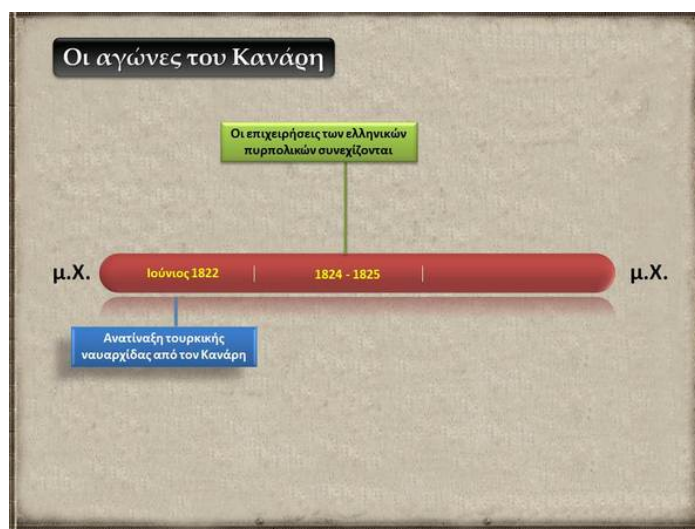 Οι αγώνες του Κανάρη
Οι επιχειρήσεις των ελληνικών
πυρπολικών συνεχίζονται
μ.Χ.
Ιούνιος 1822
1824 - 1825
μ.Χ.
Ανατίναξη τουρκικής
ναυαρχίδας από τον Κανάρη